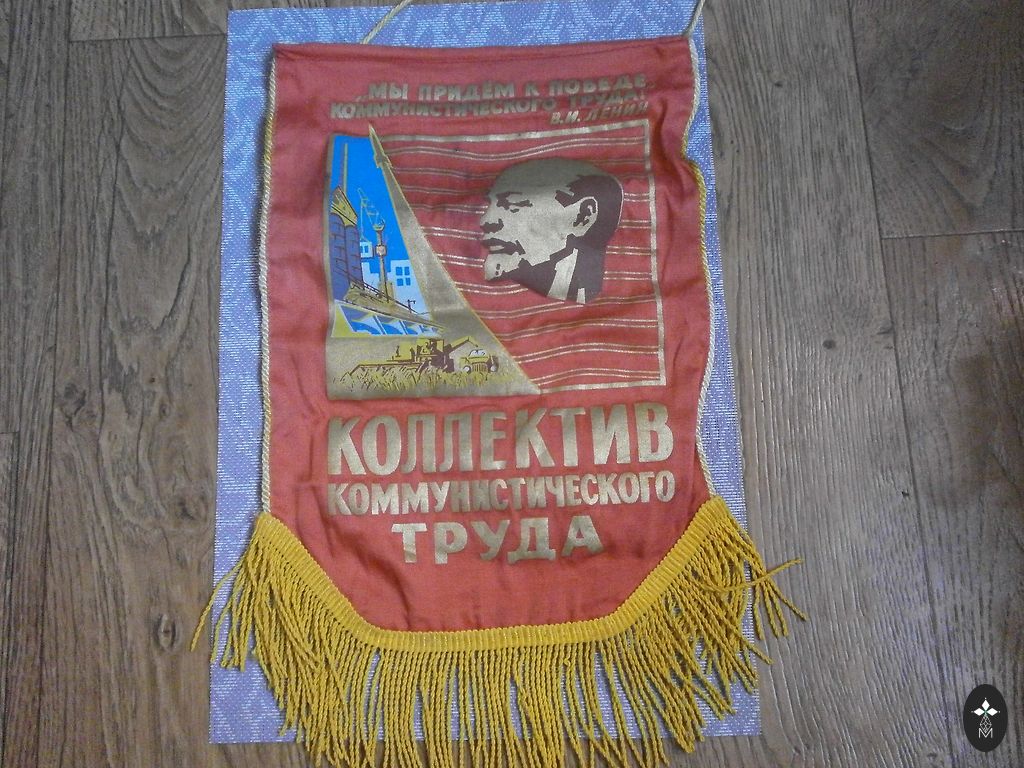 „МЫ ПРИДЁМ К ПОБЕДЕ
КОММУНИСТИЧЕСКОГО ТРУДА!"
В.И. ЛЕНИН
КОЛЛЕКТИВ
КОММУНИСТИЧЕСКОГО
ТРУДА
М